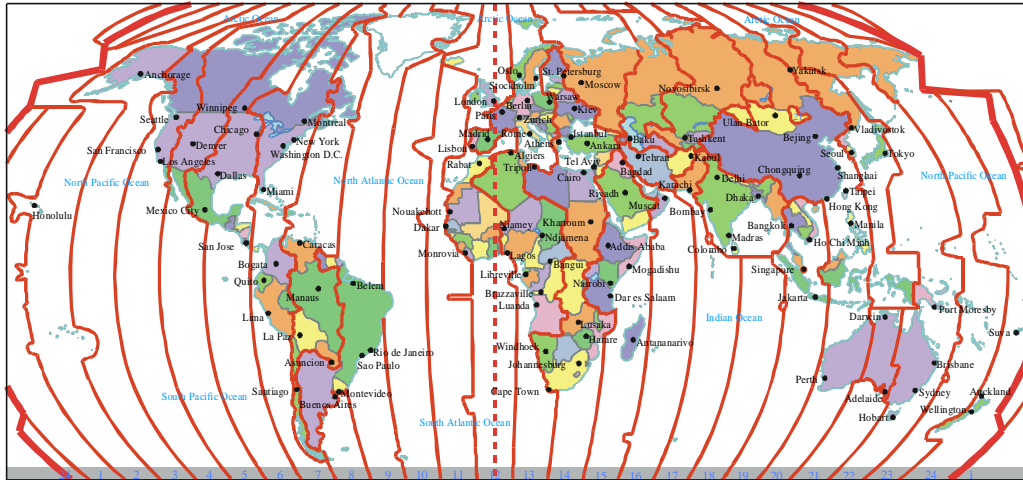 Arctic Ocean
Arctic Ocean
Arctic Ocean
Anchorage
Oslo
St. Petersburg
Moscow
Yakutsk
Stockholm
Novosibirsk
Winnipeg
London
Berlin
Warsaw
Kiev
Seattle
Montreal
Paris
Zurich
Ulan Bator
Chicago
New York
Madrid
Rome
Istanbul
Baku
Tashkent
Bejing
Vladivostok
San Francisco
Denver
Washington D.C.
Lisbon
Athens
Ankara
Seoul
Tokyo
Los Angeles
Algiers
Tel Aviv
Tehran
Kabul
Rabat
Tripoli
Bagdad
Chongquing
Shanghai
North Pacific Ocean
Dallas
North Atlantic Ocean
Cairo
Karachi
Delhi
North Pacific Ocean
Miami
Riyadh
Dhaka
Taipei
Honolulu
Mexico City
Nouakchott
Muscat
Bombay
Hong Kong
Dakar
Niamey
Khartoum
Bangkok
Manila
San Jose
Caracas
Ndjamena
Addis Ababa
Madras
Ho Chi Minh
Monrovia
Lagos
Colombo
Bogata
Bangui
Mogadishu
Singapore
Quito
Libreville
Nairobi
Manaus
Belem
Brazzaville
Dar es Salaam
Jakarta
Luanda
Port Moresby
Lima
Indian Ocean
Darwin
La Paz
Lusaka
Suva
Harare
Antananarivo
Rio de Janeiro
Windhoek
Asuncion
Sao Paulo
Johannesburg
Brisbane
Perth
South Pacific Ocean
Santiago
Montevideo
Cape Town
Sydney
Auckland
Buenos Aires
Adelaide
Wellington
Hobart
South Atlantic Ocean
2 3 4 5 6 7 8 9 10 11 12 13 14 15 16 17 18 19 20 21 22 23 24 1